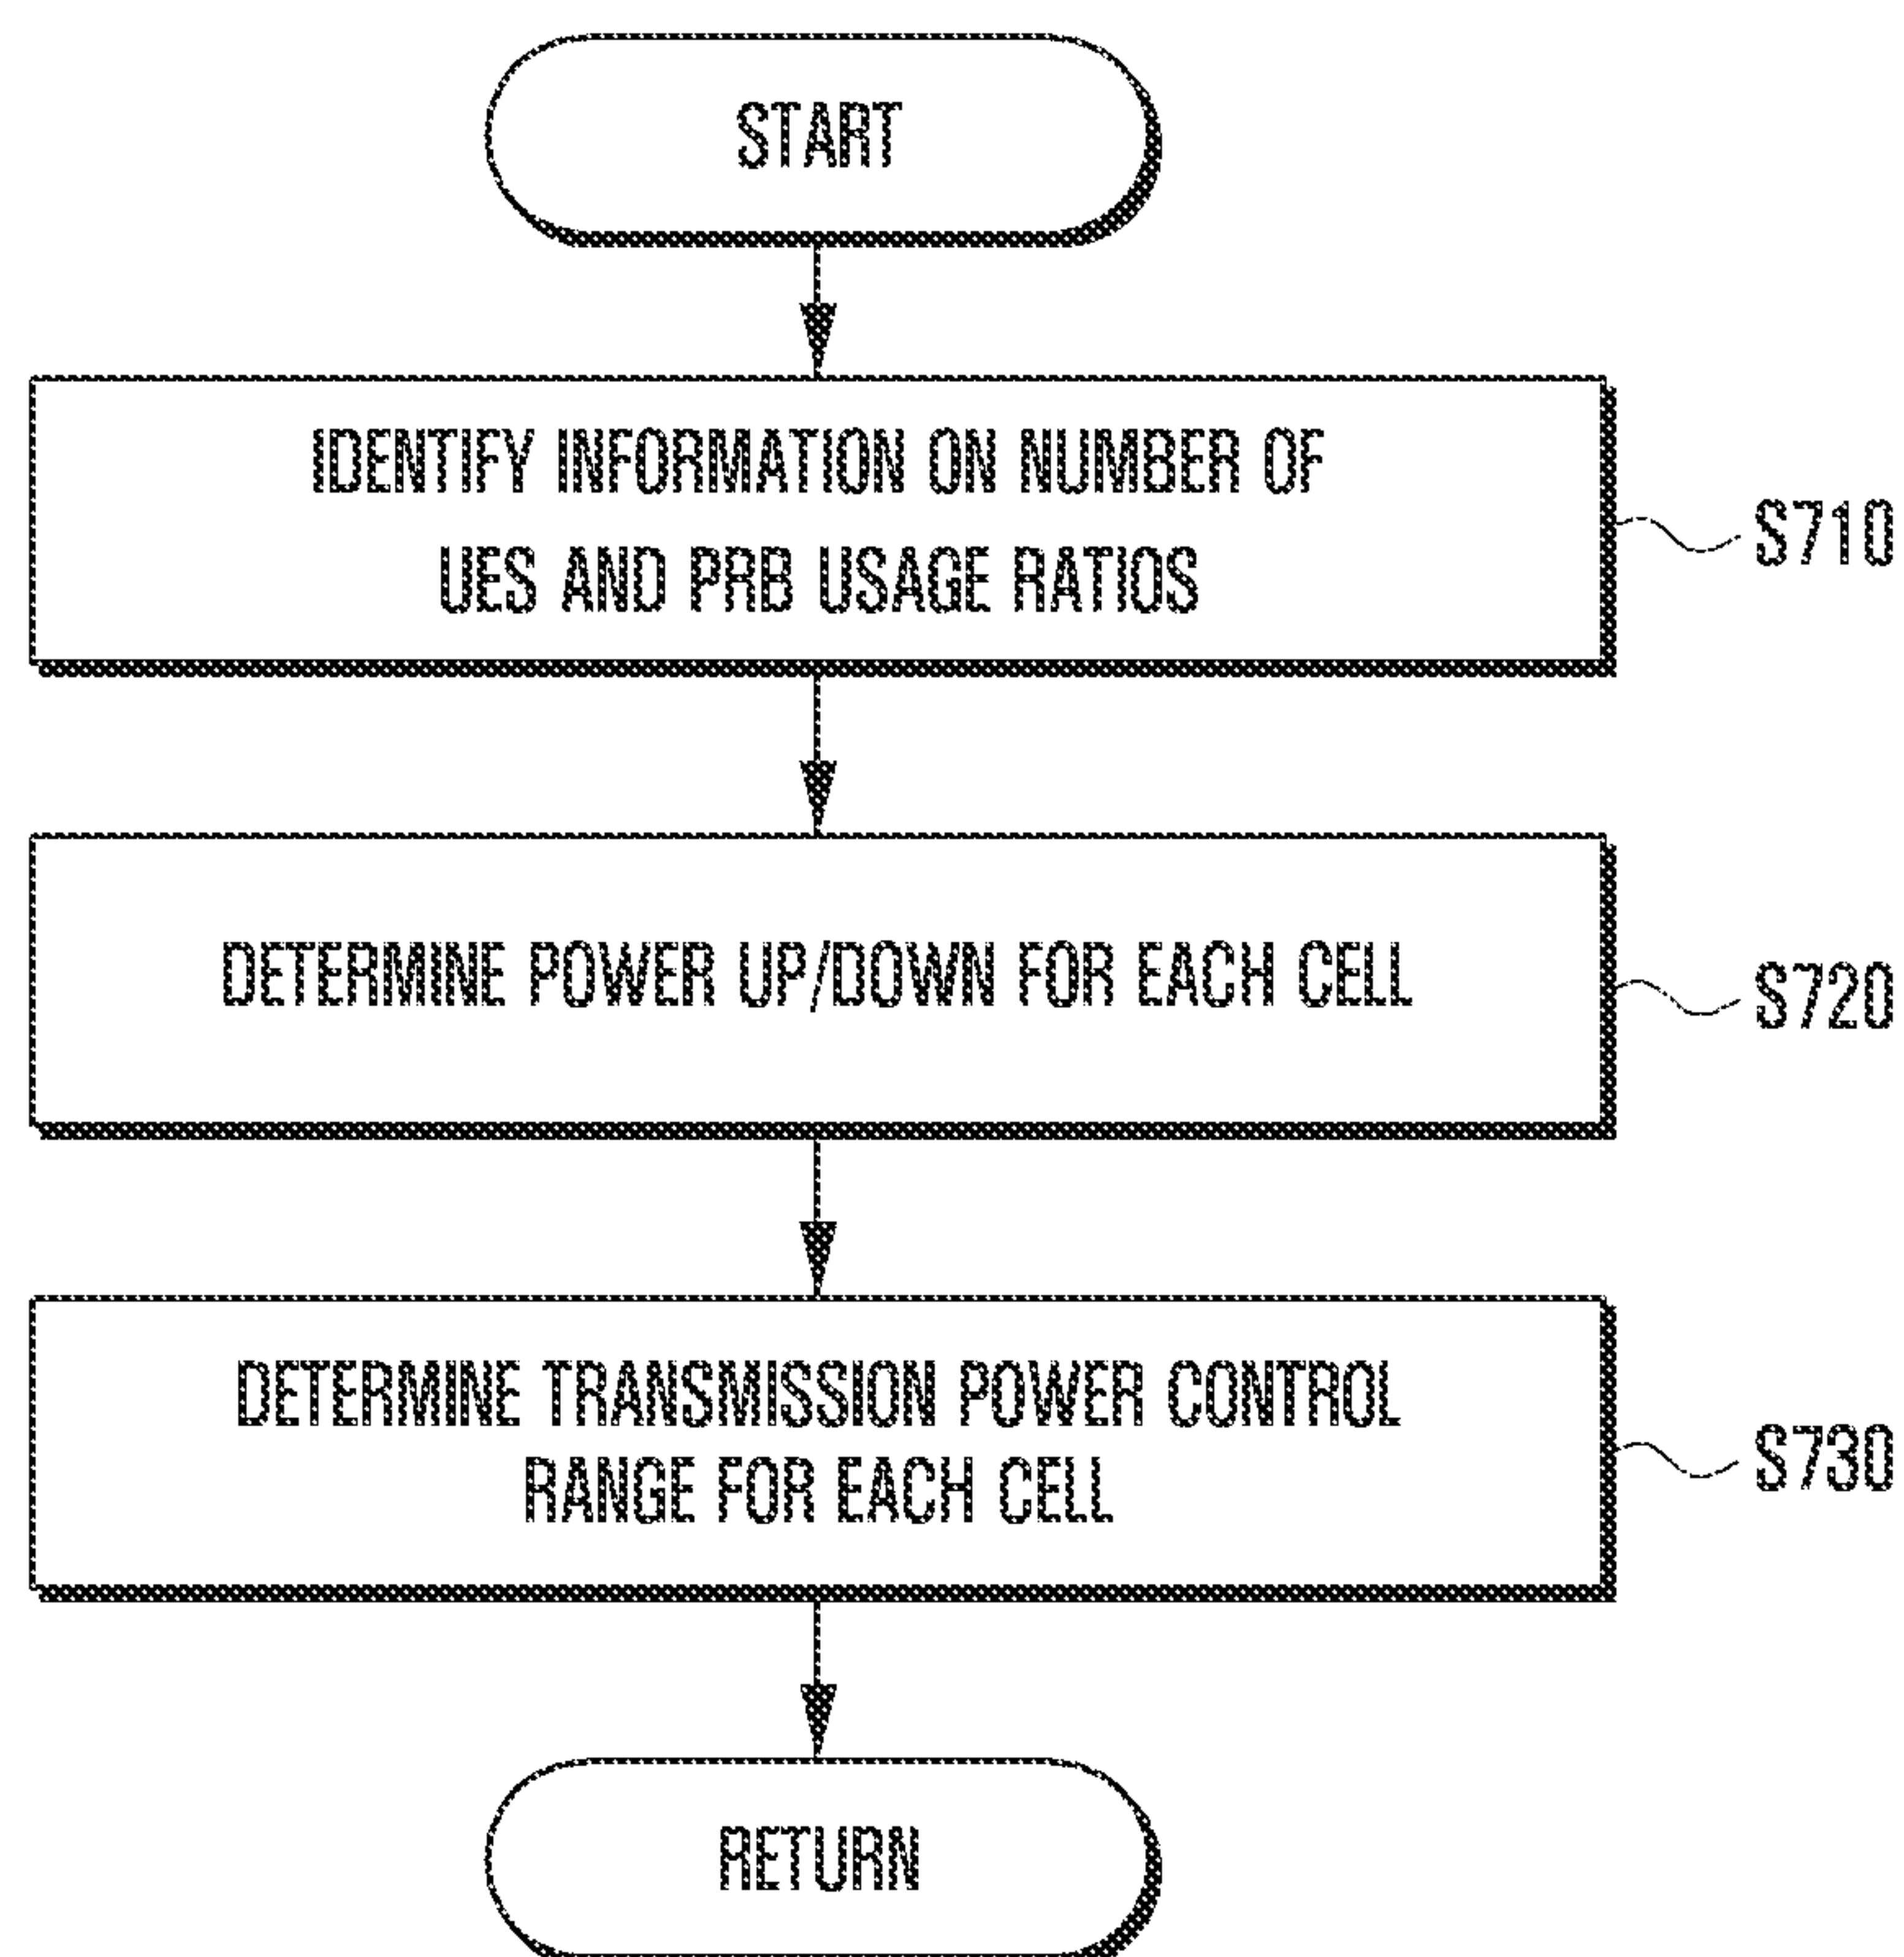 START
IDENTIFY INFORMATION ON NUMBER OF
UES AND PRB USAGE RATIOS
S710
DETERMINE POWER UP/DOWN FOR EACH CELL
S720
DETERMINE TRANSMISSION POWER CONTROL
RANGE FOR EACH CELL
S730
RETURN